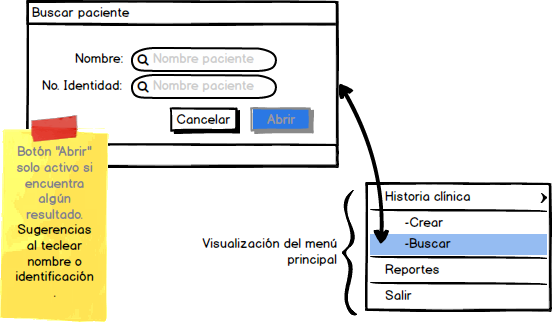 Buscar paciente
Nombre: Nombre paciente
No. Identidad: Nombre paciente
Cancelar Abrir
Botón "Abrir"
solo activo si
encuentra
algún
resultado.
Sugerencias
al teclear
nombre o
identificación
.
Visualización del menú
principal
Historia clínica
-Crear
-Buscar
Reportes
Salir